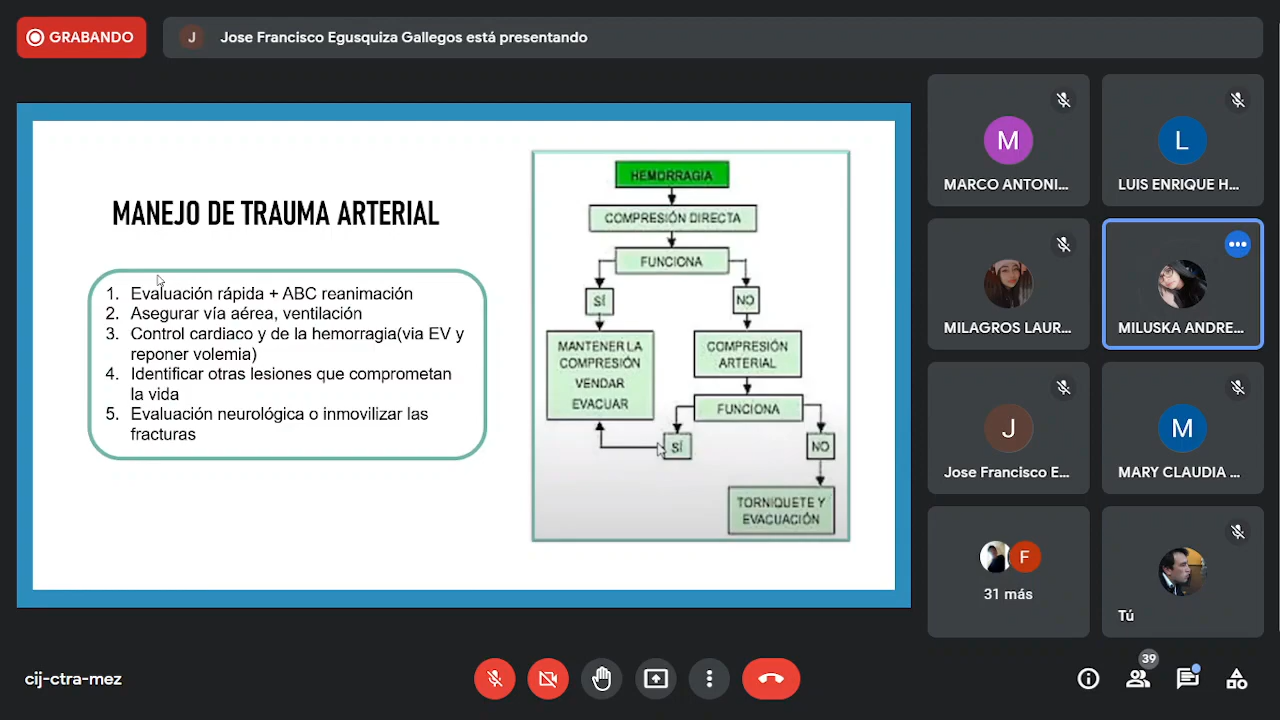 GRABANDO
J
Jose Francisco Egusquiza Gallegos está presentando
MANEJO DE TRAUMA ARTERIAL
1. Evaluación rápida + ABC reanimación
2. Asegurar vía aérea, ventilación
3. Control cardiaco y de la hemorragia(via EV y
reponer volemia)
4. Identificar otras lesiones que comprometan
la vida
5. Evaluación neurológica o inmovilizar las
fracturas
HEMORRAGIA
COMPRESIÓN DIRECTA
FUNCIONA
SÍ
NO
MANTENER LA
COMPRESIÓN
VENDAR
EVACUAR
COMPRESIÓN
ARTERIAL
FUNCIONA
SÍ
NO
TORNIQUETE Y
EVACUACIÓN
M
MARCO ANTONI...
L
LUIS ENRIQUE H...
MILAGROS LAUR...
MILUSKA ANDRE...
J
Jose Francisco E...
M
MARY CLAUDIA ...
F
31 más
Tú
cij-ctra-mez
39